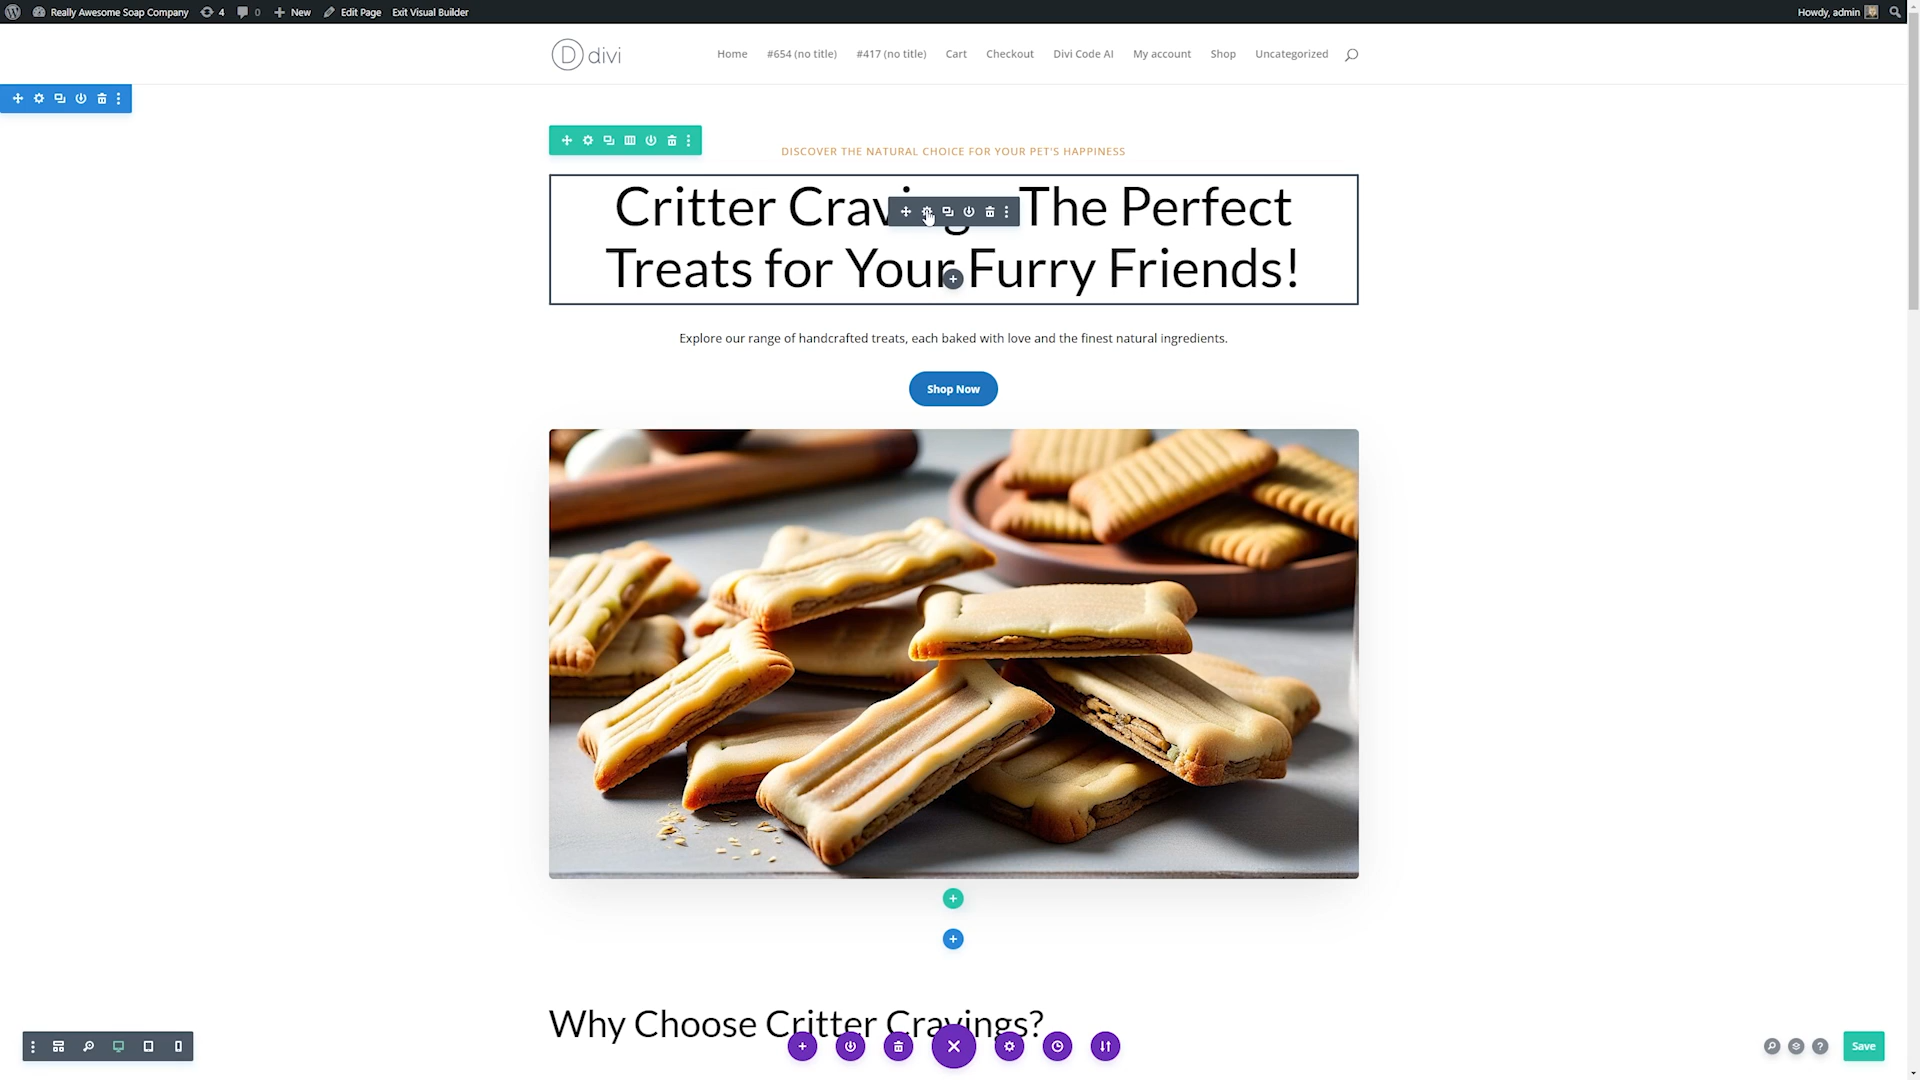 Really Awesome Soap Company 4 0 New Edit Page Exit Visual Builder Howdy, admin
divi Home #654 (no title) #417 (no title) Cart Checkout Divi Code AI My account Shop Uncategorized
DISCOVER THE NATURAL CHOICE FOR YOUR PET'S HAPPINESS
Critter The Perfect
Treats for Your Furry Friends!
Explore our range of handcrafted treats, each baked with love and the finest natural ingredients.
Shop Now
Why Choose Critter Cravings?
Save